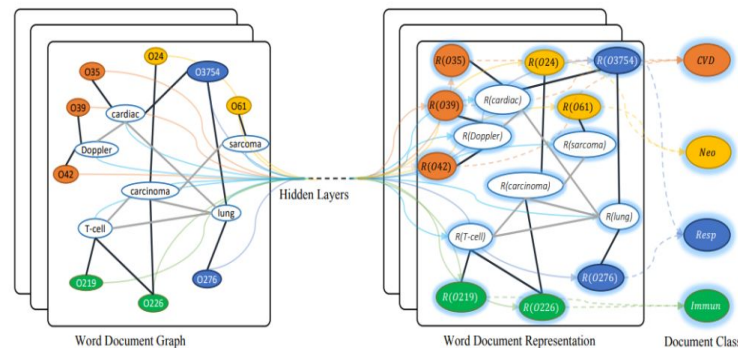 O35
O24
O3754
O39
cardiac
O61
Doppler
sarcoma
O42
carcinoma
T-cell
lung
O219
O226
O276
Word Document Graph
Hidden Layers
R(O35)
R(O24)
R(O3754)
R(O39)
R(cardiac)
R(O61)
R(Doppler)
R(sarcoma)
R(O42)
R(carcinoma)
R(T-cell)
R(lung)
R(O219)
R(O226)
R(O276)
Word Document Representation
CVD
Neo
Resp
Immun
Document Class